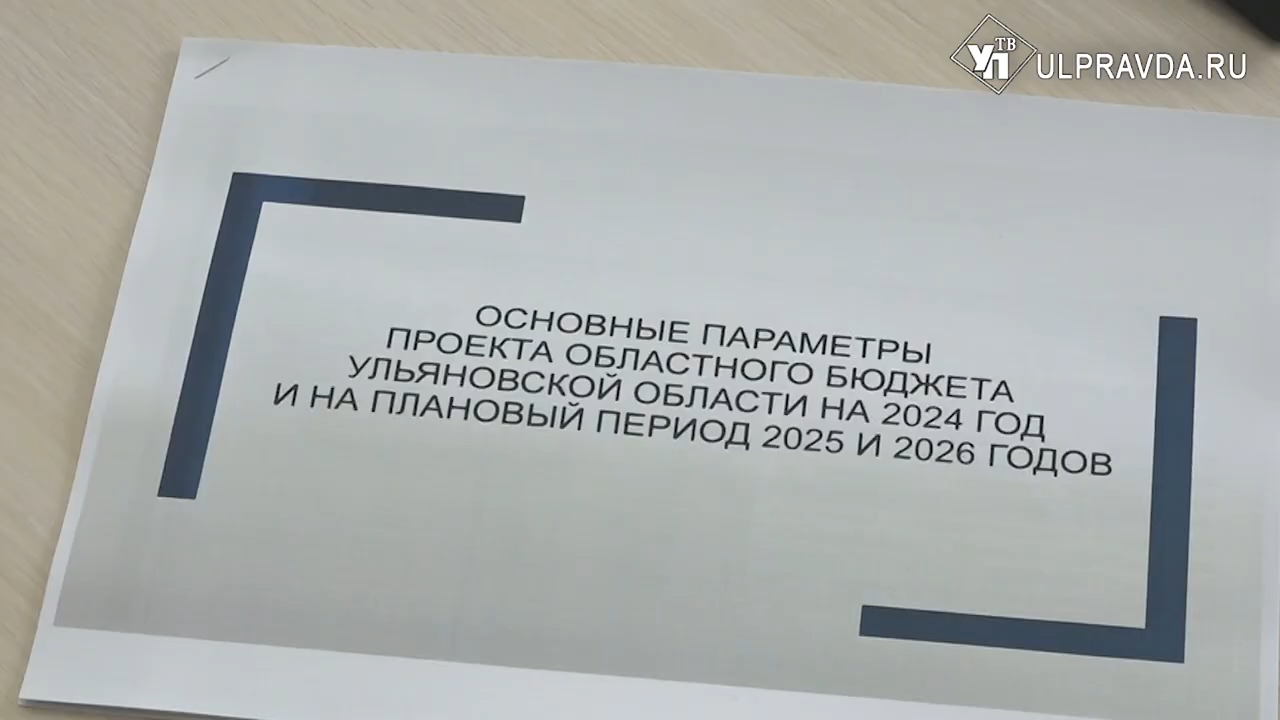 УП ТВ
ULPRAVDA.RU
ОСНОВНЫЕ ПАРАМЕТРЫ
ПРОЕКТА ОБЛАСТНОГО БЮДЖЕТА
УЛЬЯНОВСКОЙ ОБЛАСТИ НА 2024 ГОД
И НА ПЛАНОВЫЙ ПЕРИОД 2025 И 2026 ГОДОВ